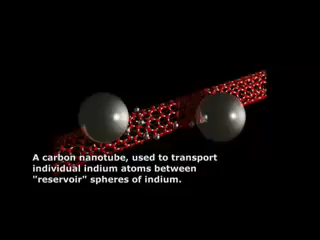 A carbon nanotube, used to transport
individual indium atoms between
"reservoir" spheres of indium.